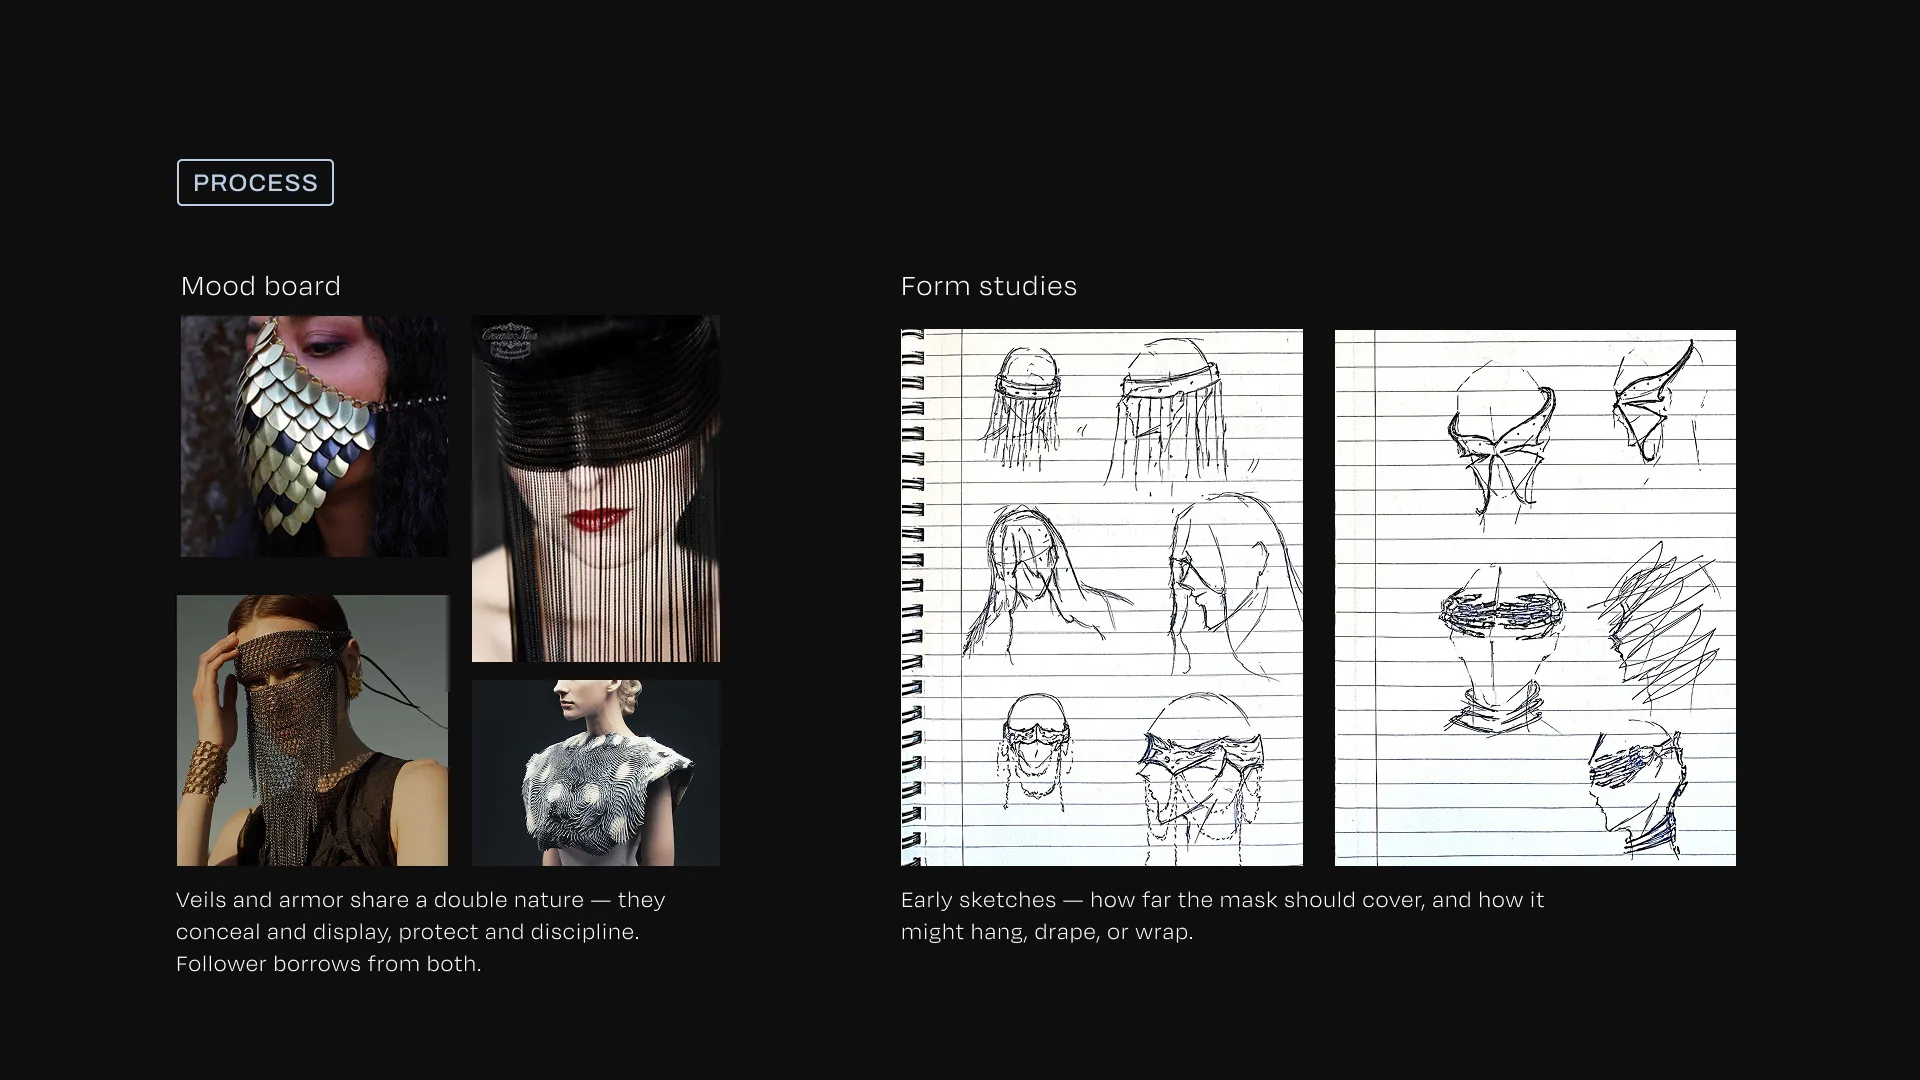 PROCESS
Mood board
Form studies
Veils and armor share a double nature — they
conceal and display, protect and discipline.
Follower borrows from both.
Early sketches — how far the mask should cover, and how it
might hang, drape, or wrap.